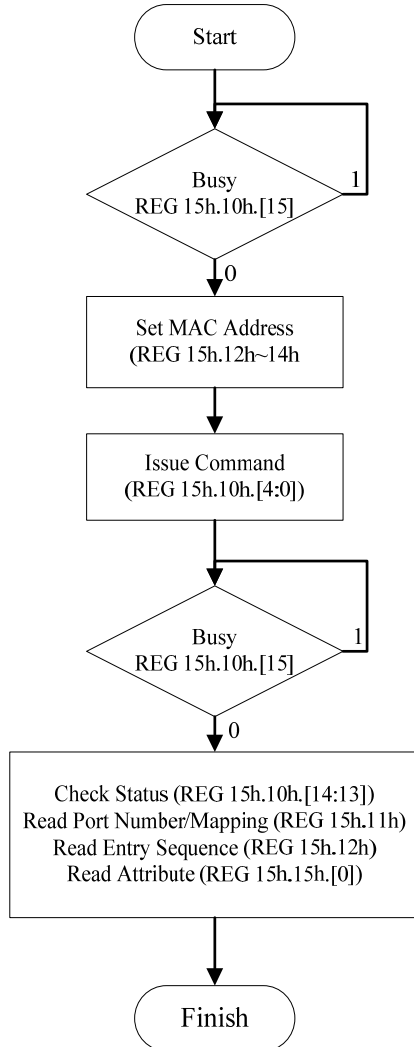 Start
Busy
REG 15h.10h.[15]
1
0
Set MAC Address
(REG 15h.12h~14h
Issue Command
(REG 15h.10h.[4:0])
Busy
REG 15h.10h.[15]
1
0
Check Status (REG 15h.10h.[14:13])
Read Port Number/Mapping (REG 15h.11h)
Read Entry Sequence (REG 15h.12h)
Read Attribute (REG 15h.15h.[0])
Finish